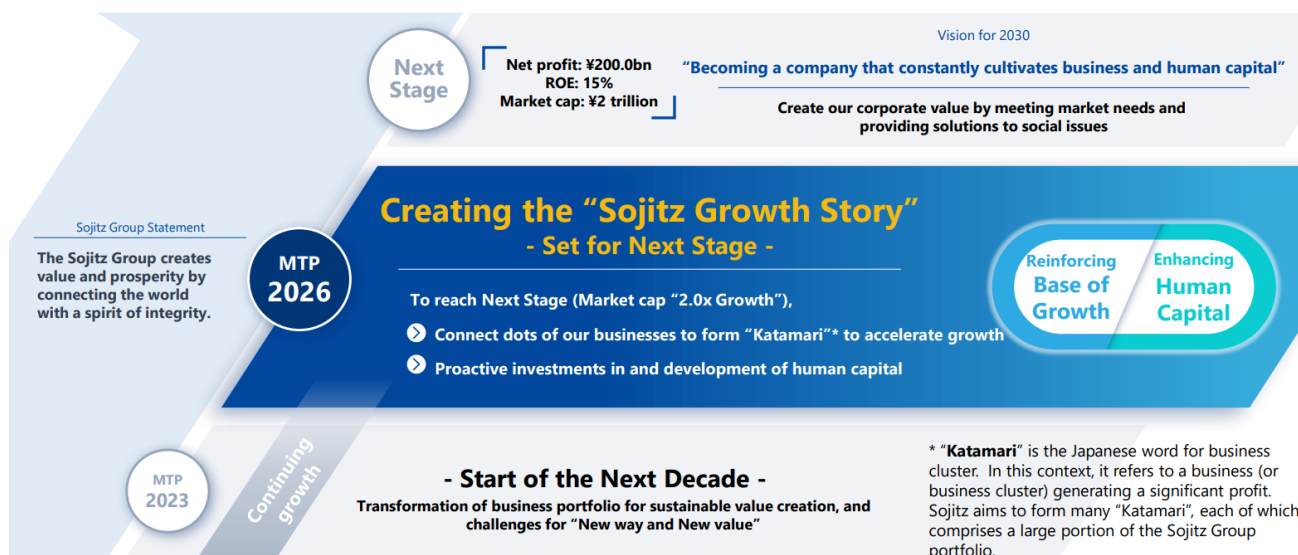 Vision for 2030
Next
Stage
Net profit: ¥200.0bn
ROE: 15%
Market cap: ¥2 trillion
“Becoming a company that constantly cultivates business and human capital”
Create our corporate value by meeting market needs and
providing solutions to social issues
Sojitz Group Statement
The Sojitz Group creates
value and prosperity by
connecting the world
with a spirit of integrity.
MTP
2026
Creating the “Sojitz Growth Story”
- Set for Next Stage -
To reach Next Stage (Market cap “2.0x Growth”),
Connect dots of our businesses to form “Katamari”* to accelerate growth
Proactive investments in and development of human capital
Reinforcing
Base of
Growth
Enhancing
Human
Capital
MTP
2023
Continuing
growth
- Start of the Next Decade -
Transformation of business portfolio for sustainable value creation, and
challenges for “New way and New value”
* “Katamari” is the Japanese word for business
cluster. In this context, it refers to a business (or
business cluster) generating a significant profit.
Sojitz aims to form many “Katamari”, each of which
comprises a large portion of the Sojitz Group
portfolio.